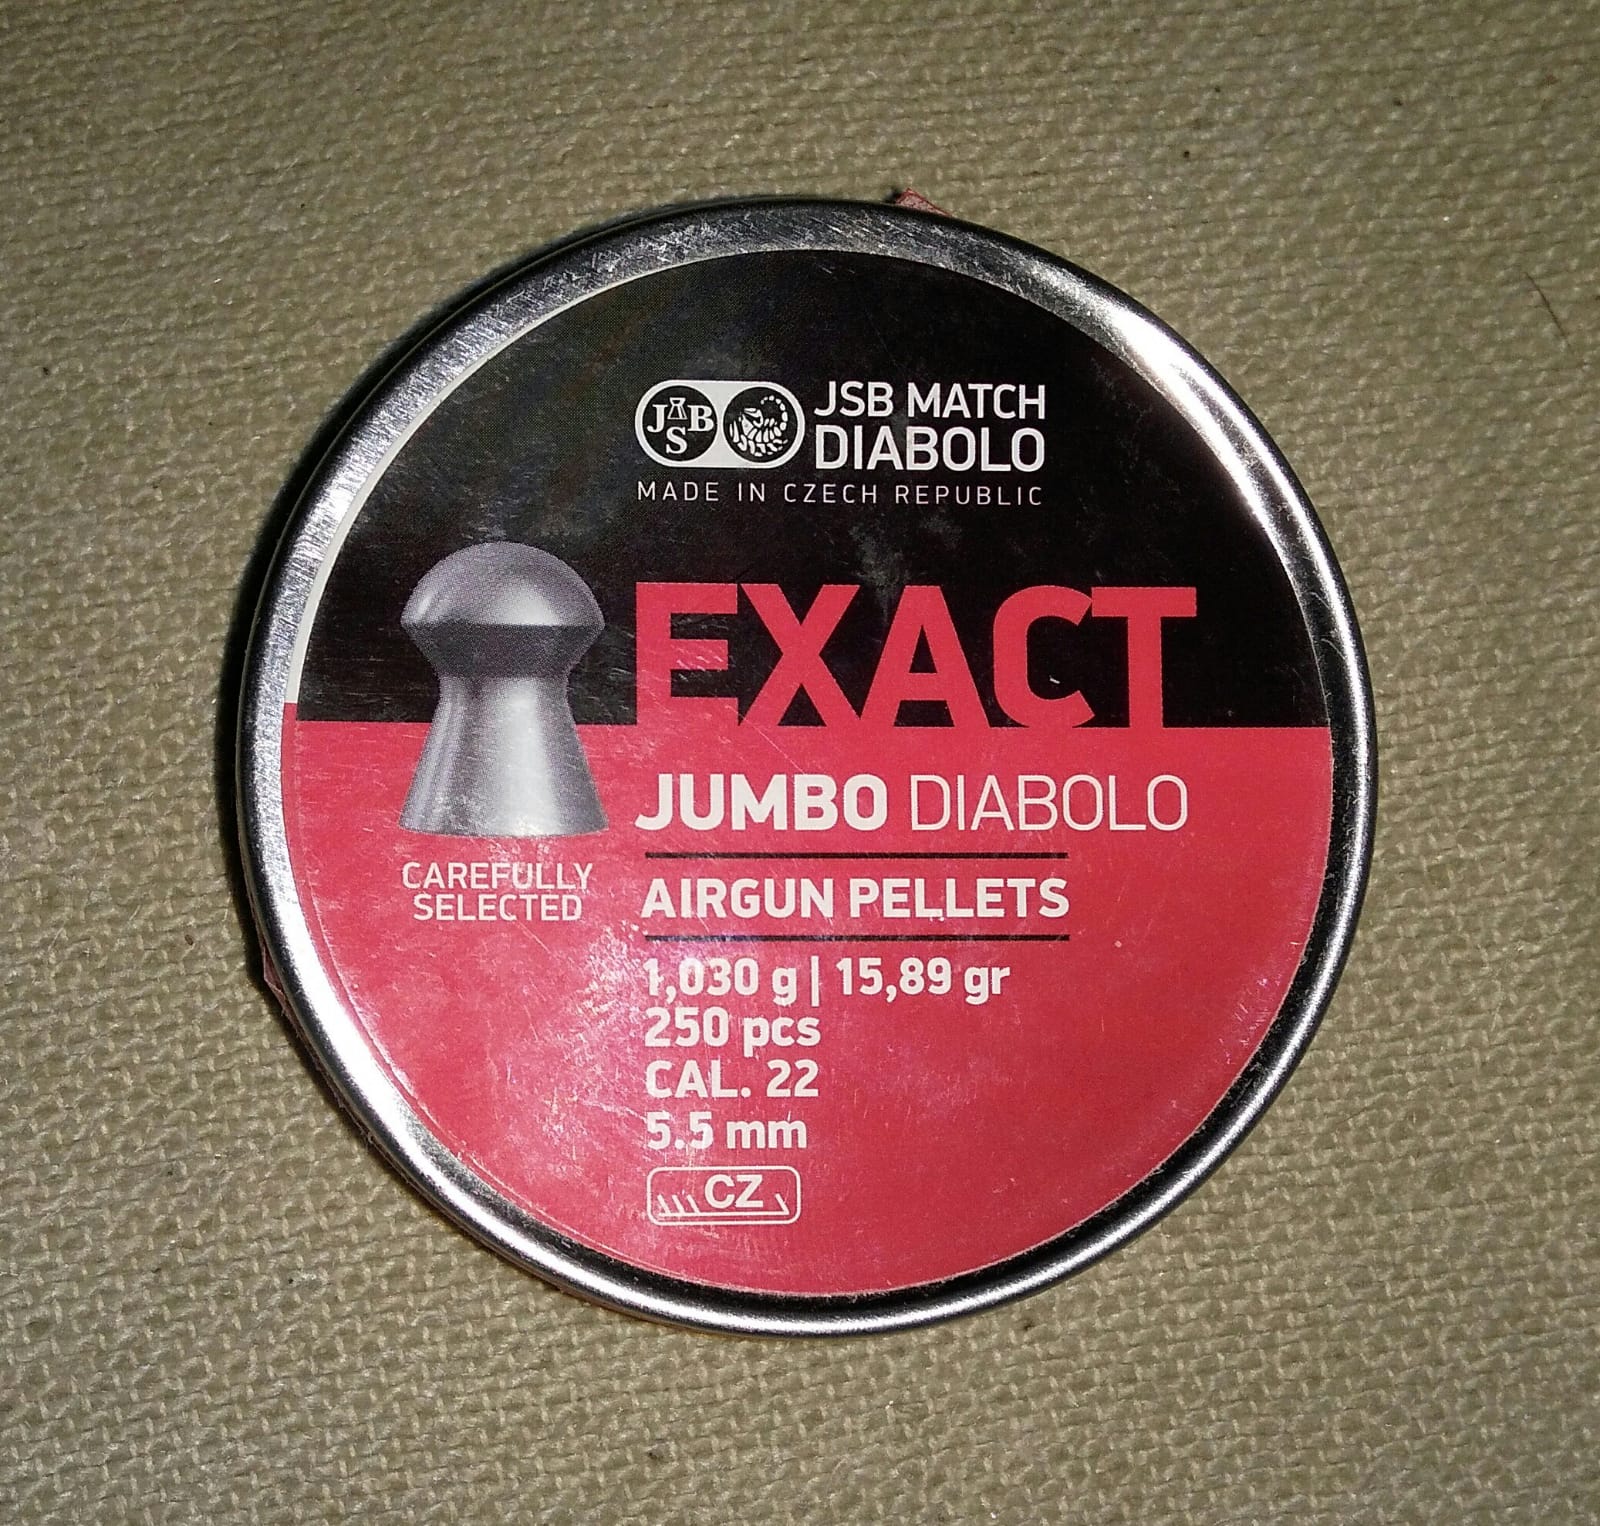 JSB
JSB MATCH
DIABOLO
MADE IN CZECH REPUBLIC
EXACT
JUMBO DIABOLO
CAREFULLY
SELECTED
AIRGUN PELLETS
1,030 g | 15,89 gr
250 pcs
CAL. 22
5.5 mm
CZ